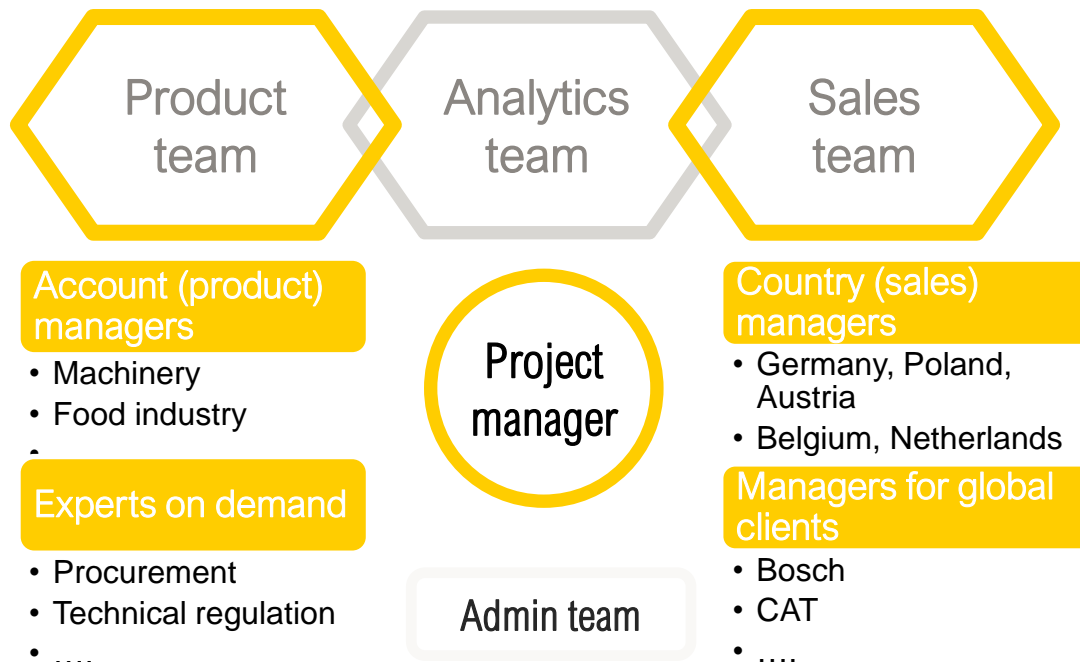 Product
team
Analytics
team
Sales
team
Account (product)
managers
• Machinery
• Food industry
•
Experts on demand
• Procurement
• Technical regulation
• ....
Project
manager
Admin team
Country (sales)
managers
• Germany, Poland,
Austria
• Belgium, Netherlands
Managers for global
clients
• Bosch
• CAT
• ....